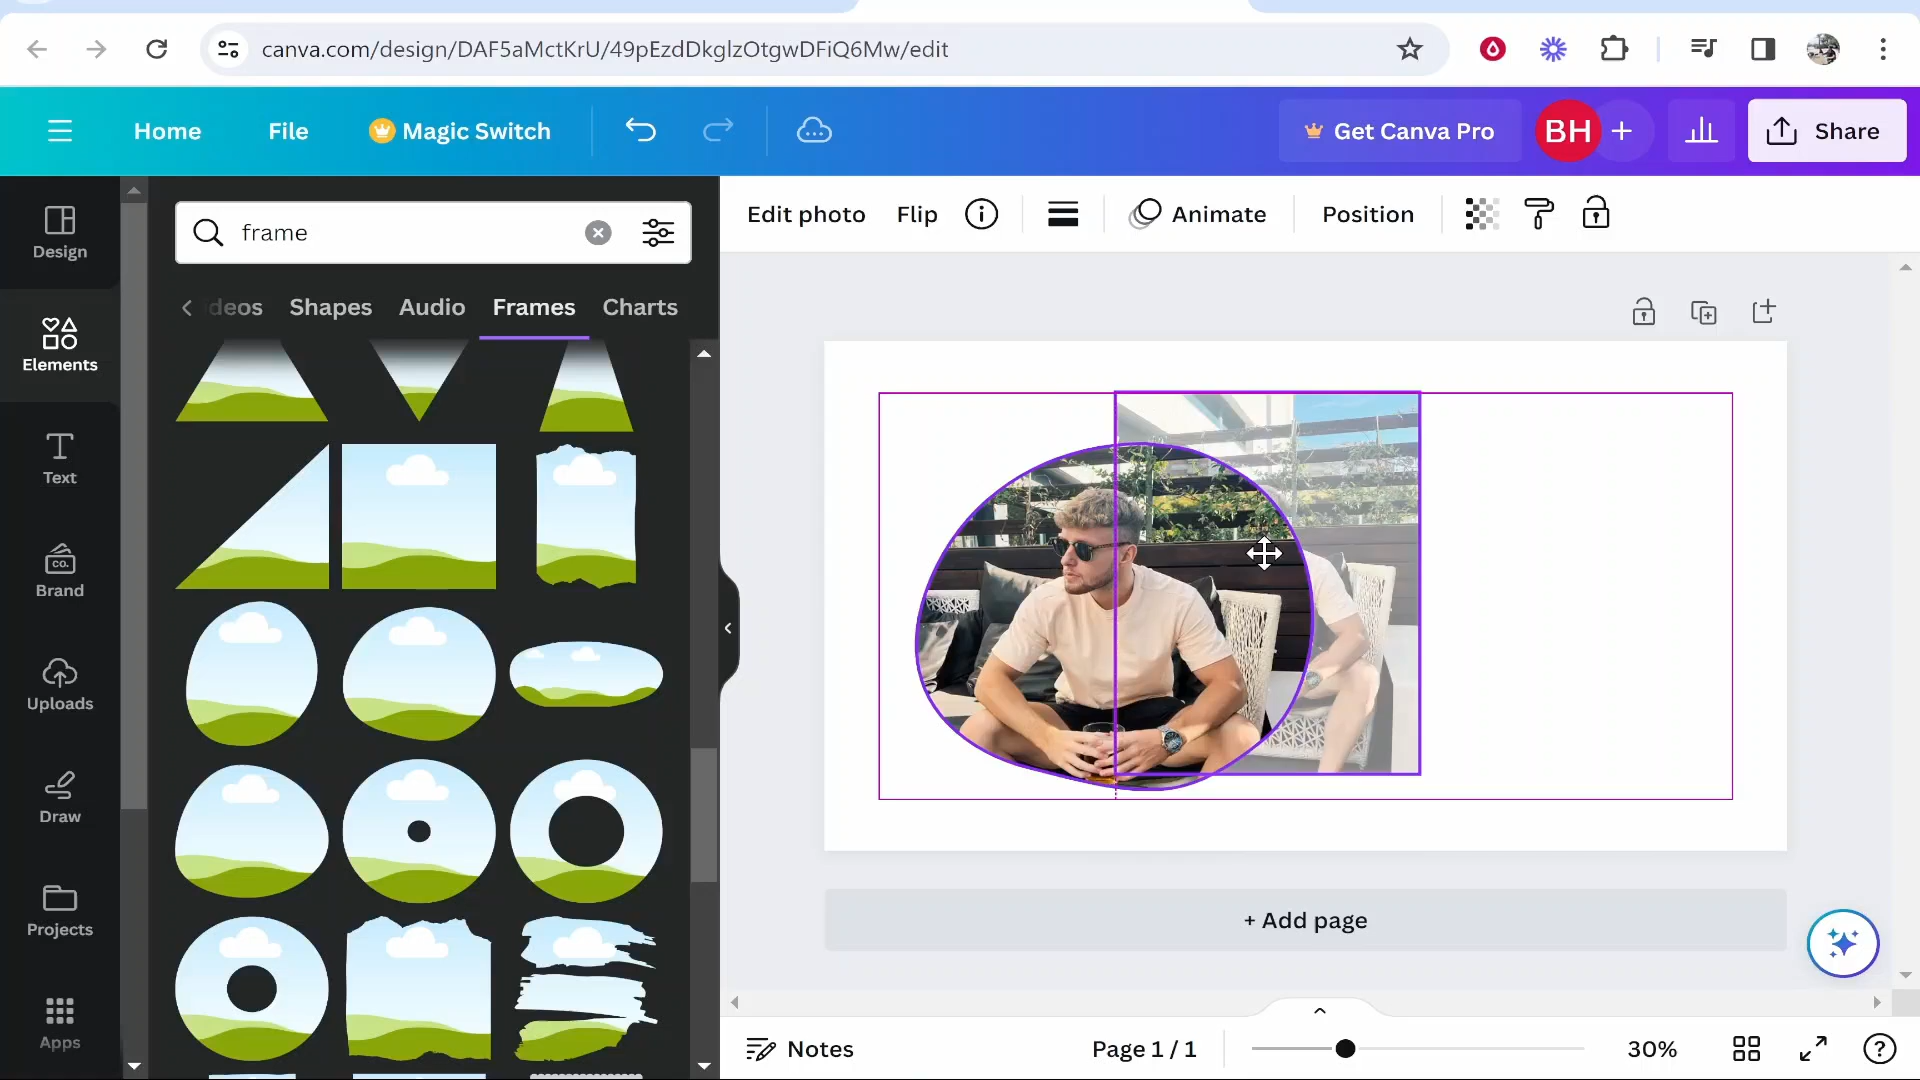 canva.com/design/DAF5aMctKrU/49pEzdDkglzOtgwDFiQ6Mw/edit
Home File Magic Switch Get Canva Pro BH + Share
Design
Elements
Text
Brand
CO.
Uploads
Draw
Projects
Apps
frame
deos Shapes Audio Frames Charts
Edit photo Flip Animate Position
+ Add page
Notes Page 1 / 1 30%